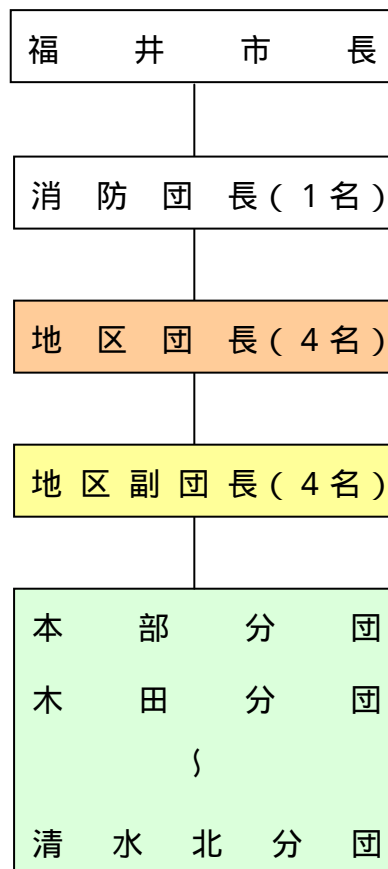 福井市長
消防団長(1名)
地区団長(4名)
地区副団長(4名)
本部分団
木田分団
～
清水北分団